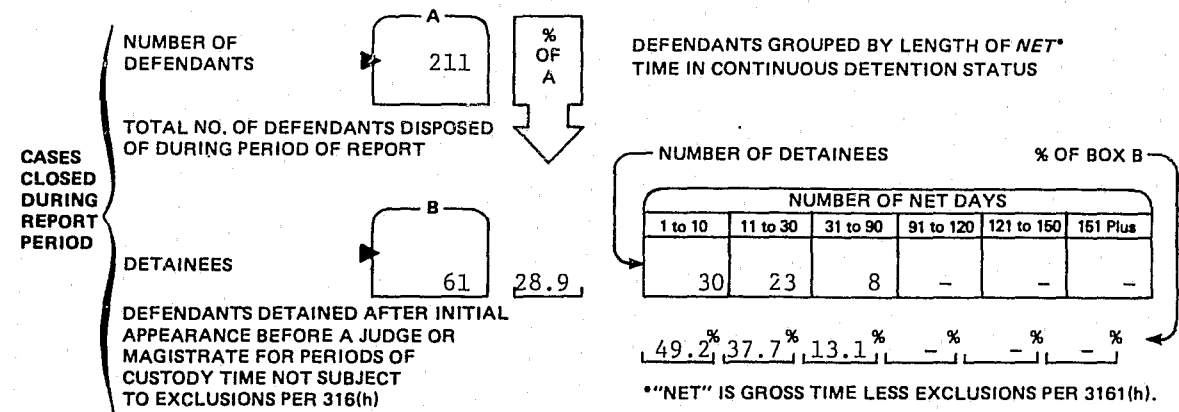 A
NUMBER OF
DEFENDANTS
211
%
OF
A
TOTAL NO. OF DEFENDANTS DISPOSED
OF DURING PERIOD OF REPORT
CASES
CLOSED
DURING
REPORT
PERIOD
B
DETAINEES
61
28.9
DEFENDANTS DETAINED AFTER INITIAL
APPEARANCE BEFORE A JUDGE OR
MAGISTRATE FOR PERIODS OF
CUSTODY TIME NOT SUBJECT
TO EXCLUSIONS PER 316(h)
DEFENDANTS GROUPED BY LENGTH OF NET*
TIME IN CONTINUOUS DETENTION STATUS
NUMBER OF DETAINEES % OF BOX B
NUMBER OF NET DAYS
1 to 10 11 to 30 31 to 90 91 to 120 121 to 150 151 Plus
30 23 8 – – –
49.2% 37.7% 13.1% – % – % – %
*"NET" IS GROSS TIME LESS EXCLUSIONS PER 3161(h).